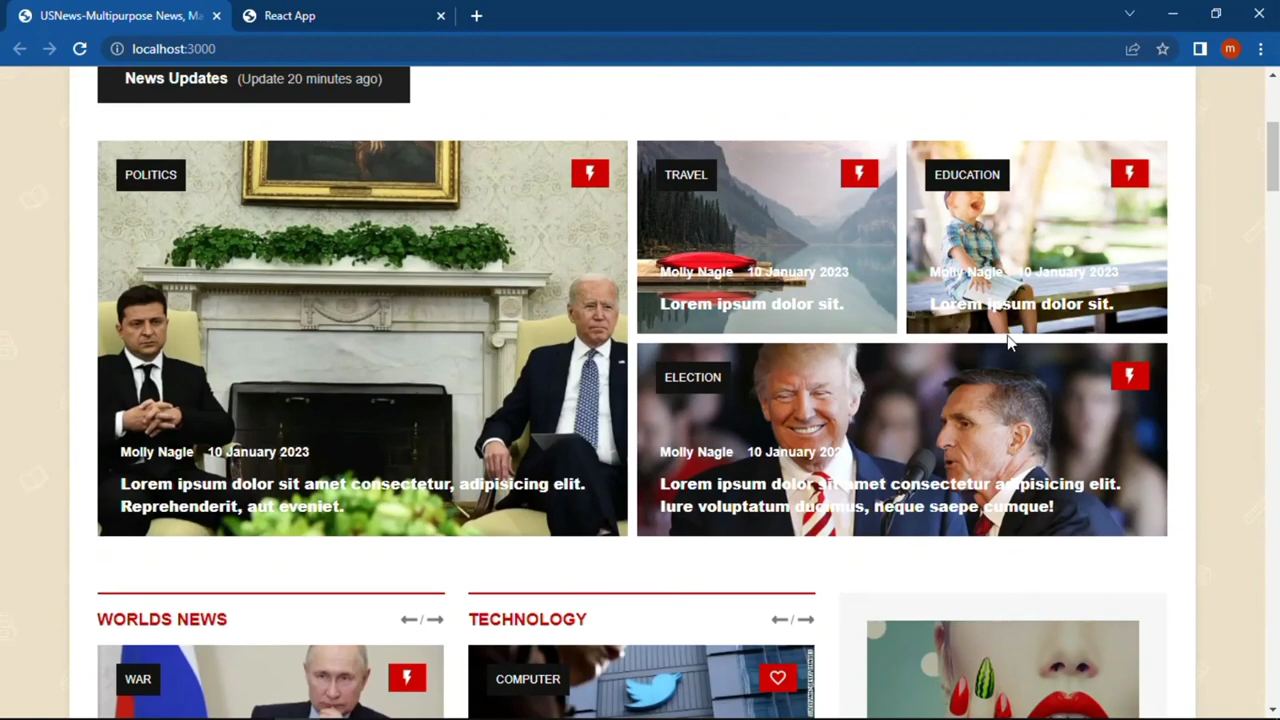 USNews-Multipurpose News, Ma
React App
localhost:3000
m
News Updates (Update 20 minutes ago)
POLITICS
TRAVEL
EDUCATION
Molly Nagle 10 January 2023
Lorem ipsum dolor sit.
Molly Nagle 10 January 2023
Lorem ipsum dolor sit.
ELECTION
Molly Nagle 10 January 2023
Lorem ipsum dolor sit amet consectetur, adipisicing elit.
Reprehenderit, aut eveniet.
Molly Nagle 10 January 2023
Lorem ipsum dolor sit amet consectetur adipisicing elit.
Iure voluptatum ducimus, neque saepe cumque!
WORLDS NEWS
/
TECHNOLOGY
/
WAR
COMPUTER